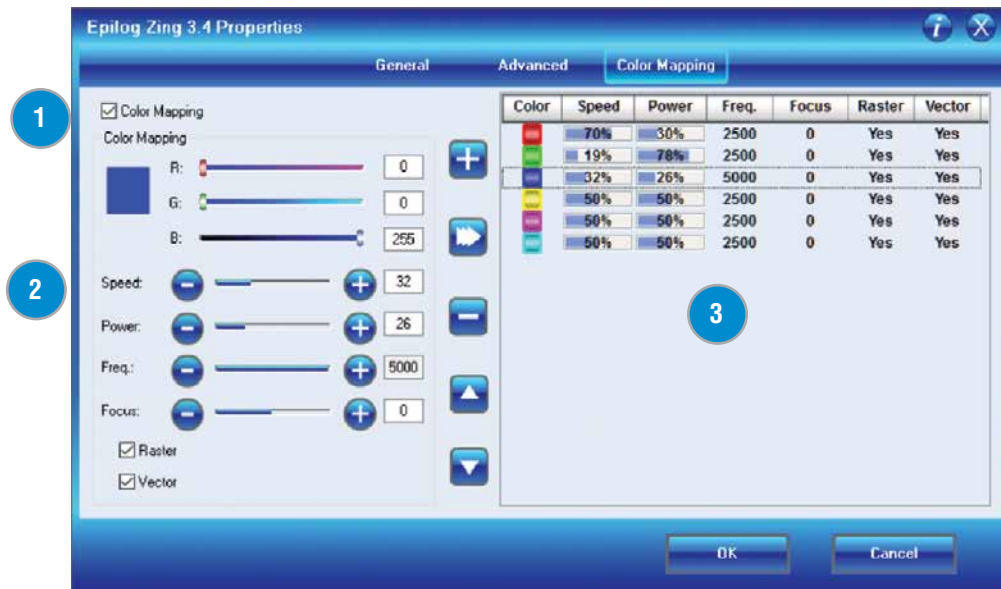 Epilog Zing 3.4 Properties
i X
General Advanced Color Mapping
1
Color Mapping
Color Mapping
R: 0
G: 0
B: 255
2
Speed: 32
Power: 26
Freq.: 5000
Focus: 0
Raster
Vector
Color Speed Power Freq. Focus Raster Vector
70% 30% 2500 0 Yes Yes
19% 78% 2500 0 Yes Yes
32% 26% 5000 0 Yes Yes
50% 50% 2500 0 Yes Yes
50% 50% 2500 0 Yes Yes
50% 50% 2500 0 Yes Yes
3
OK Cancel